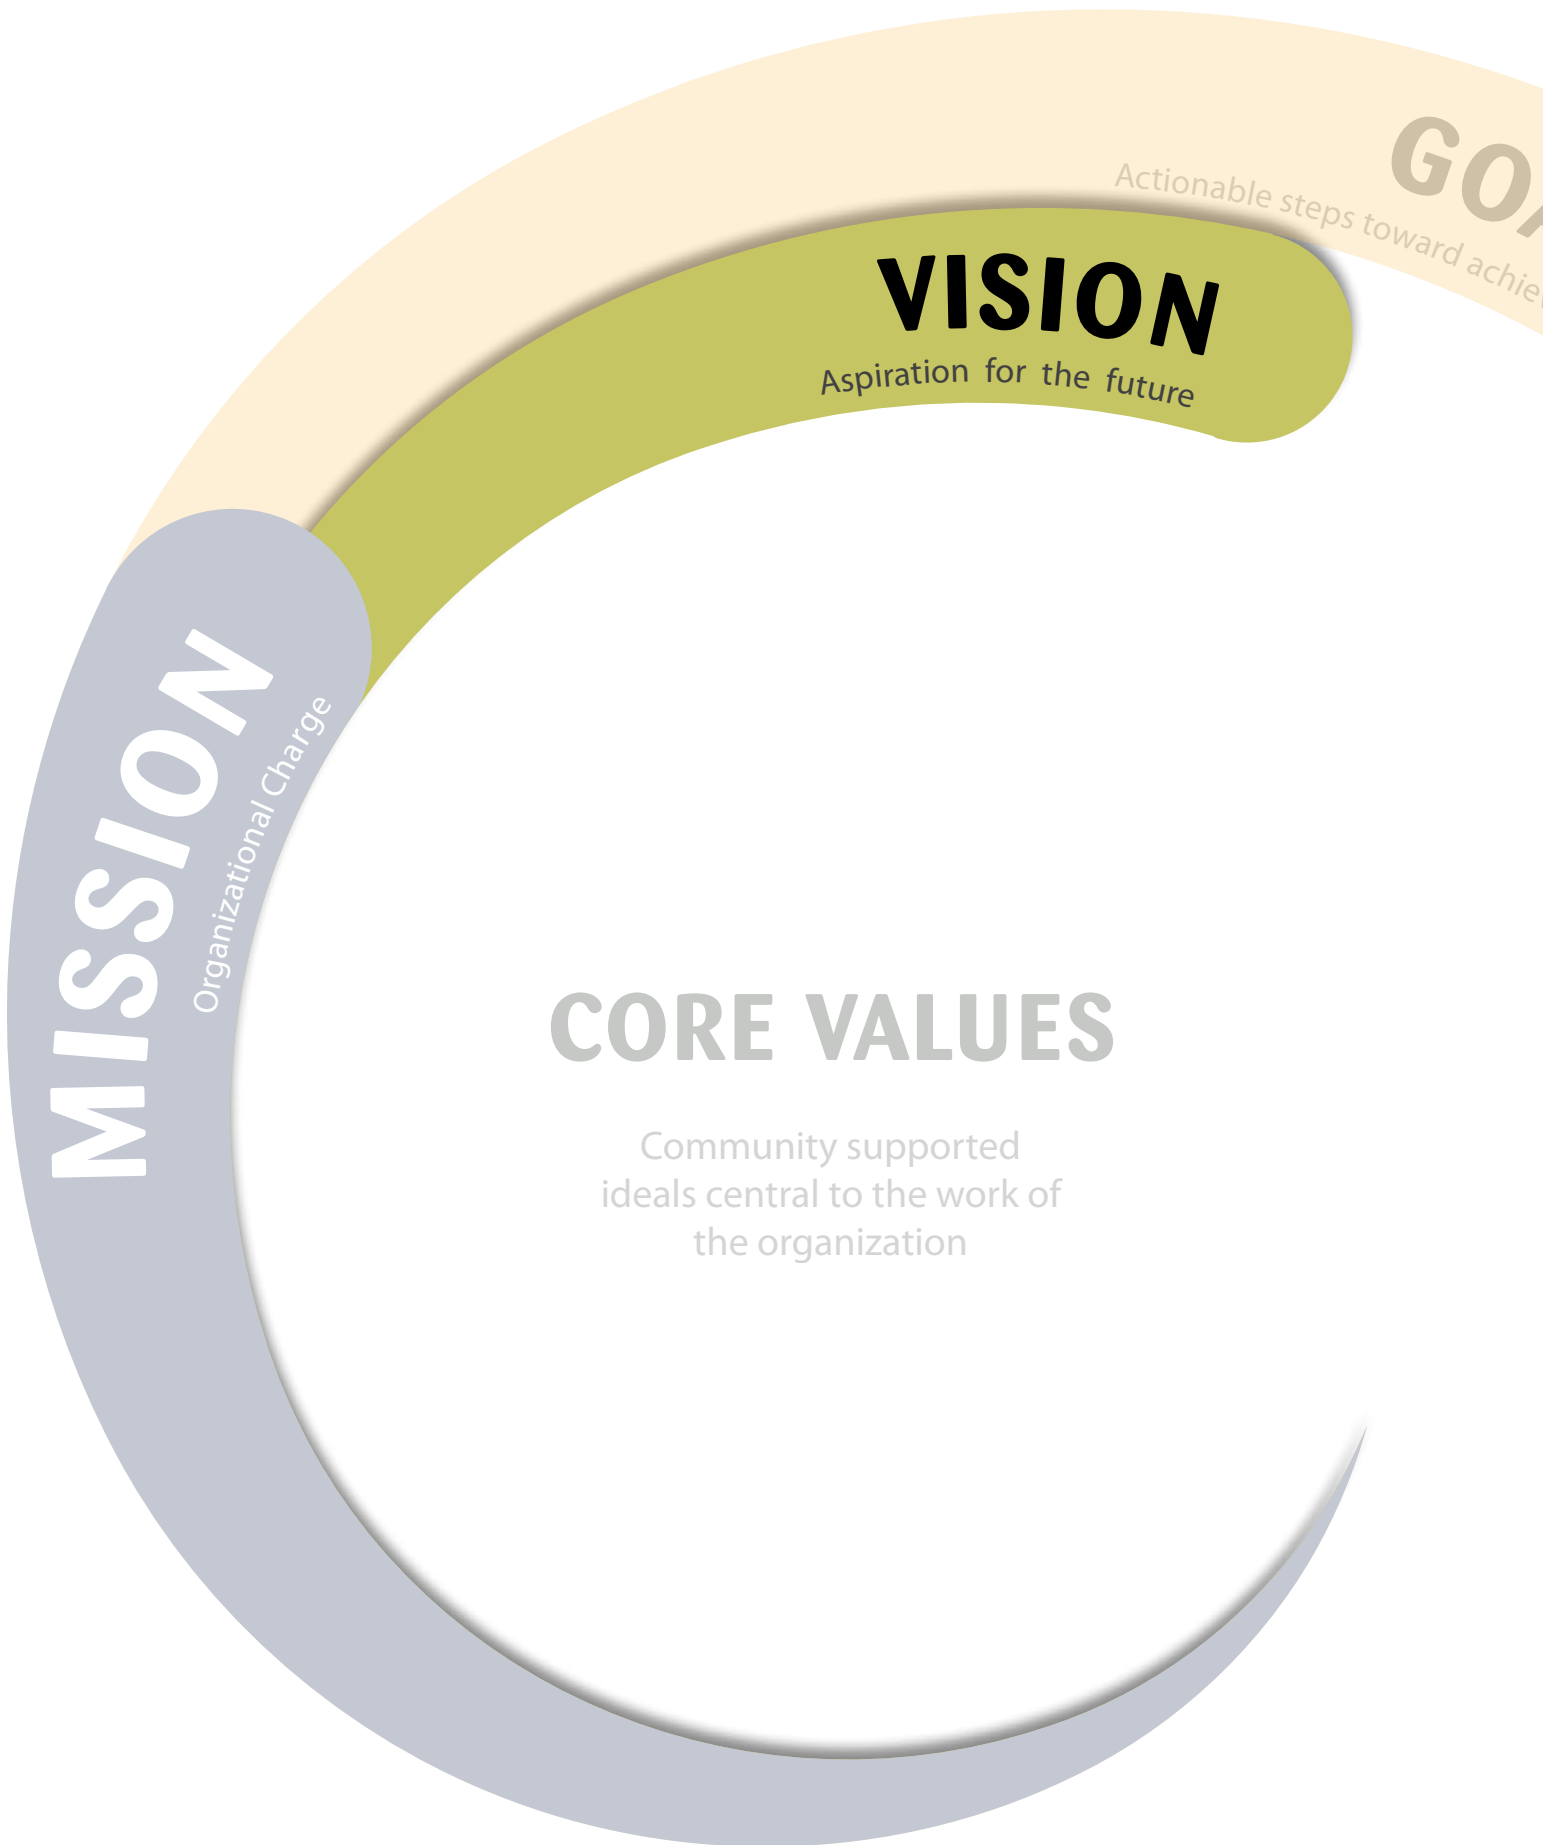 GOA
Actionable steps toward achie
VISION
Aspiration for the future
MISSION
Organizational Charge
CORE VALUES
Community supported
ideals central to the work of
the organization